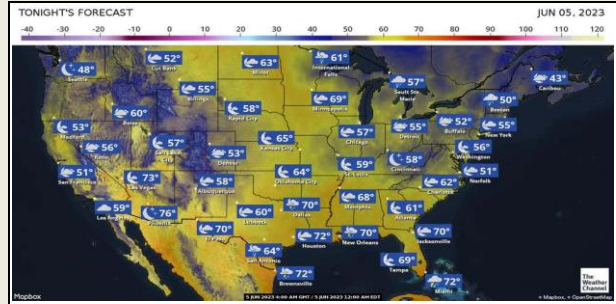 TONIGHT'S FORECAST
JUN 05, 2023
-40 -30 -20 -10 0 10 20 30 40 50 60 70 80 90 100
52°
Cut Bank
63°
Minot
61°
International Falls
48°
Seattle
55°
Billings
57°
Sault Ste. Marie
43°
Caribou
60°
Boise
58°
Rapid City
69°
Minneapolis
50°
Boston
53°
Medford
52°
Buffalo
55°
New York
55°
Detroit
57°
Chicago
56°
Reno
57°
Salt Lake City
53°
Denver
65°
Kansas City
59°
St. Louis
58°
Cincinnati
56°
Washington
51°
San Francisco
73°
Las Vegas
58°
Albuquerque
64°
Oklahoma City
51°
Norfolk
62°
Charlotte
59°
Los Angeles
76°
Phoenix
60°
Lubbock
70°
Dallas
68°
Memphis
61°
Atlanta
70°
El Paso
72°
Houston
70°
New Orleans
70°
Jacksonville
64°
San Antonio
69°
Tampa
72°
Brownsville
72°
Miami
The
Weather
Channel
Mapbox
5 JUN 2023 4:00 AM GMT / 5 JUN 2023 12:00 AM EDT
Mapbox, © OpenStreetMap